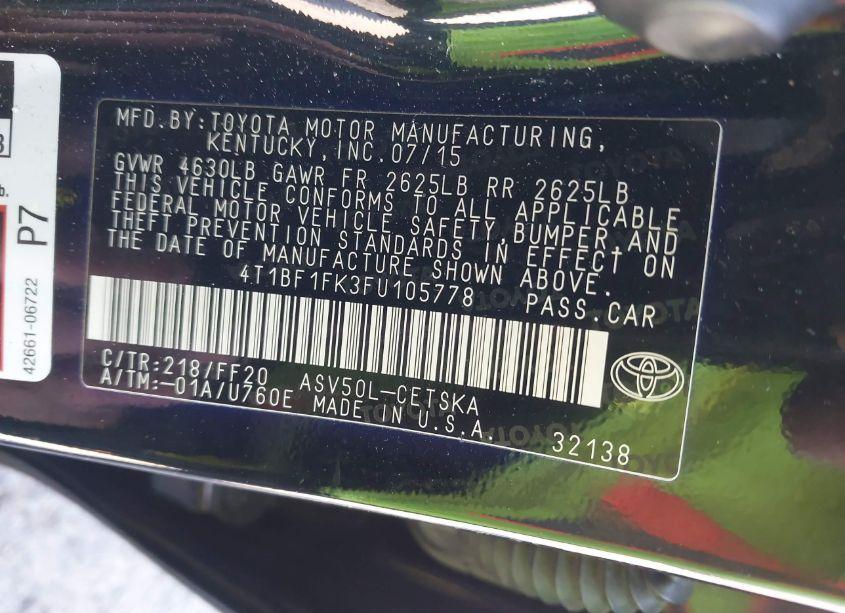 MFD.BY:TOYOTA MOTOR MANUFACTURING,
KENTUCKY, INC.07/15
GVWR 4630LB GAWR FR 2625LB RR 2625LB
THIS VEHICLE CONFORMS TO ALL APPLICABLE
FEDERAL MOTOR VEHICLE SAFETY,BUMPER,AND
THEFT PREVENTION STANDARDS IN EFFECT ON
THE DATE OF MANUFACTURE SHOWN ABOVE.
4T1BF1FK3FU105778 PASS.CAR
C/TR:218/FF20 ASV50L-CETSKA
A/TM:-01A/U760E MADE IN U.S.A.
32138
P7
42661-06722